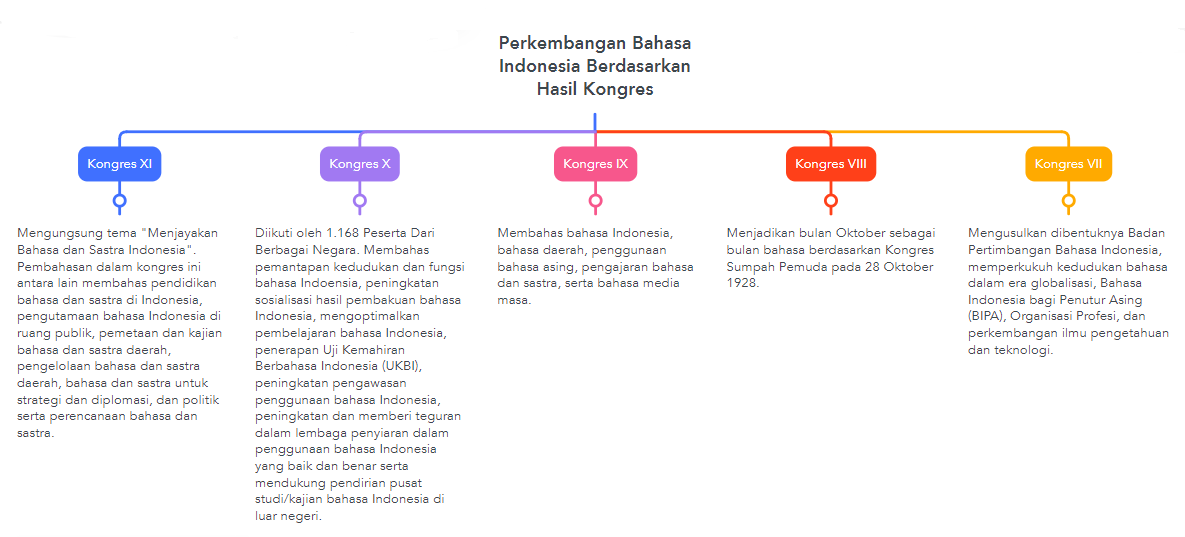 Perkembangan Bahasa
Indonesia Berdasarkan
Hasil Kongres
Kongres XI
Mengungsung tema "Menjayakan
Bahasa dan Sastra Indonesia".
Pembahasan dalam kongres ini
antara lain membahas pendidikan
bahasa dan sastra di Indonesia,
pengutamaan bahasa Indonesia di
ruang publik, pemetaan dan kajian
bahasa dan sastra daerah,
pengelolaan bahasa dan sastra
daerah, bahasa dan sastra untuk
strategi dan diplomasi, dan politik
serta perencanaan bahasa dan
sastra.
Kongres X
Diikuti oleh 1.168 Peserta Dari
Berbagai Negara. Membahas
pemantapan kedudukan dan fungsi
bahasa Indoensia, peningkatan
sosialisasi hasil pembakuan bahasa
Indonesia, mengoptimalkan
pembelajaran bahasa Indonesia,
penerapan Uji Kemahiran
Berbahasa Indonesia (UKBI),
peningkatan pengawasan
penggunaan bahasa Indonesia,
peningkatan dan memberi teguran
dalam lembaga penyiaran dalam
penggunaan bahasa Indonesia
yang baik dan benar serta
mendukung pendirian pusat
studi/kajian bahasa Indonesia di
luar negeri.
Kongres IX
Membahas bahasa Indonesia,
bahasa daerah, penggunaan
bahasa asing, pengajaran bahasa
dan sastra, serta bahasa media
masa.
Kongres VIII
Menjadikan bulan Oktober sebagai
bulan bahasa berdasarkan Kongres
Sumpah Pemuda pada 28 Oktober
1928.
Kongres VII
Mengusulkan dibentuknya Badan
Pertimbangan Bahasa Indonesia,
memperkukuh kedudukan bahasa
dalam era globalisasi, Bahasa
Indonesia bagi Penutur Asing
(BIPA), Organisasi Profesi, dan
perkembangan ilmu pengetahuan
dan teknologi.